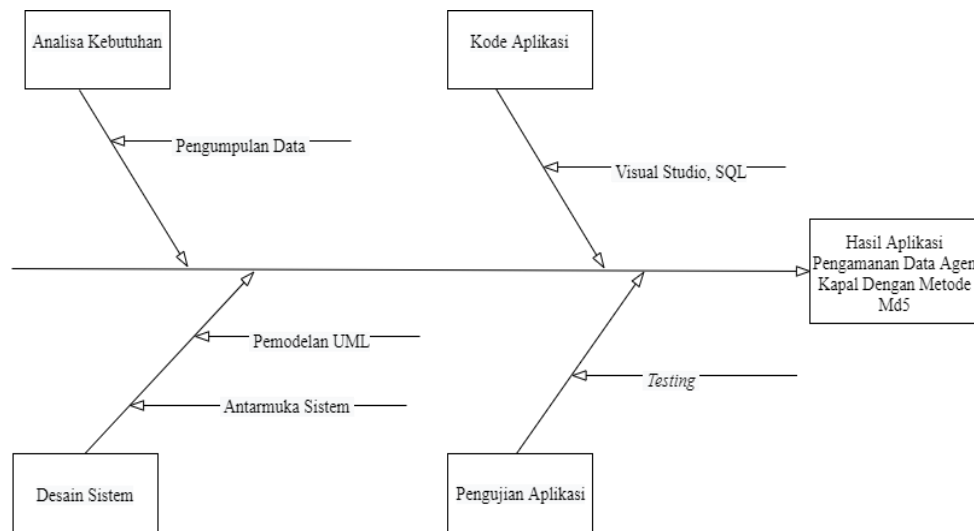 Analisa Kebutuhan
Kode Aplikasi
Pengumpulan Data
Visual Studio, SQL
Hasil Aplikasi
Pengamanan Data Agen
Kapal Dengan Metode
Md5
Pemodelan UML
Testing
Antarmuka Sistem
Desain Sistem
Pengujian Aplikasi